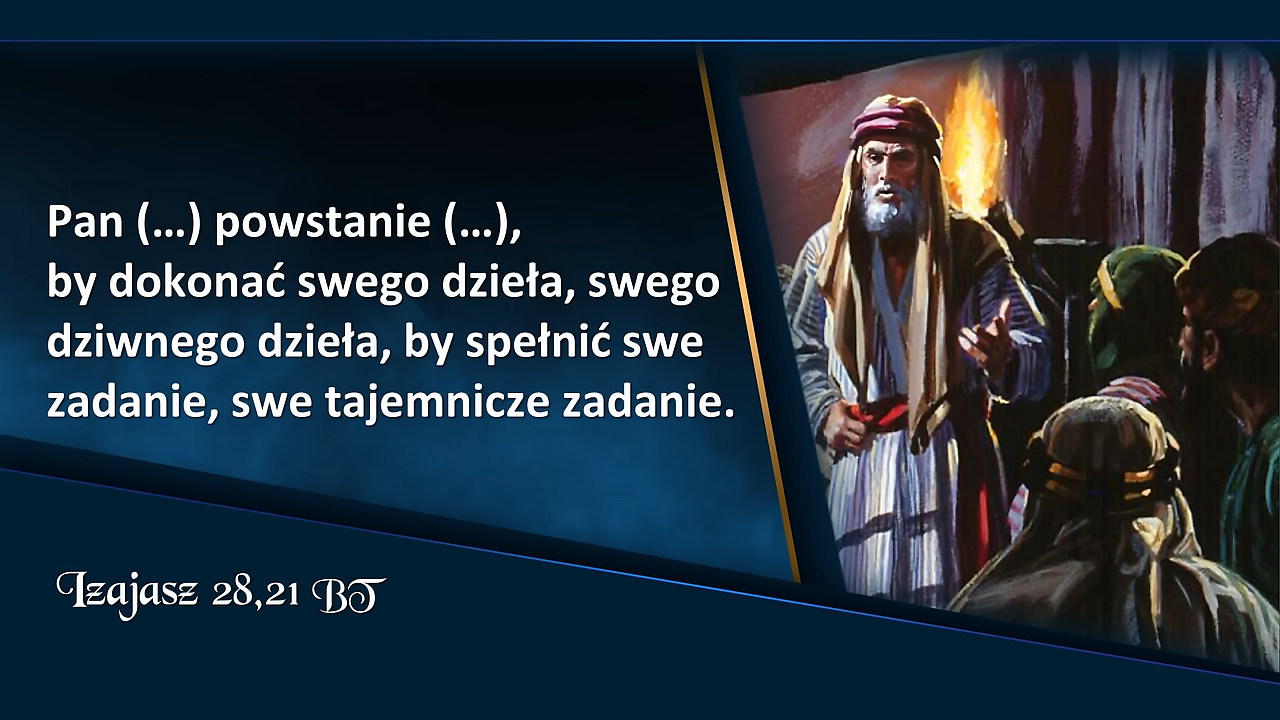 Pan (...) powstanie (...),
by dokonać swego dzieła, swego
dziwnego dzieła, by spełnić swe
zadanie, swe tajemnicze zadanie.
Izajasz 28,21 BT